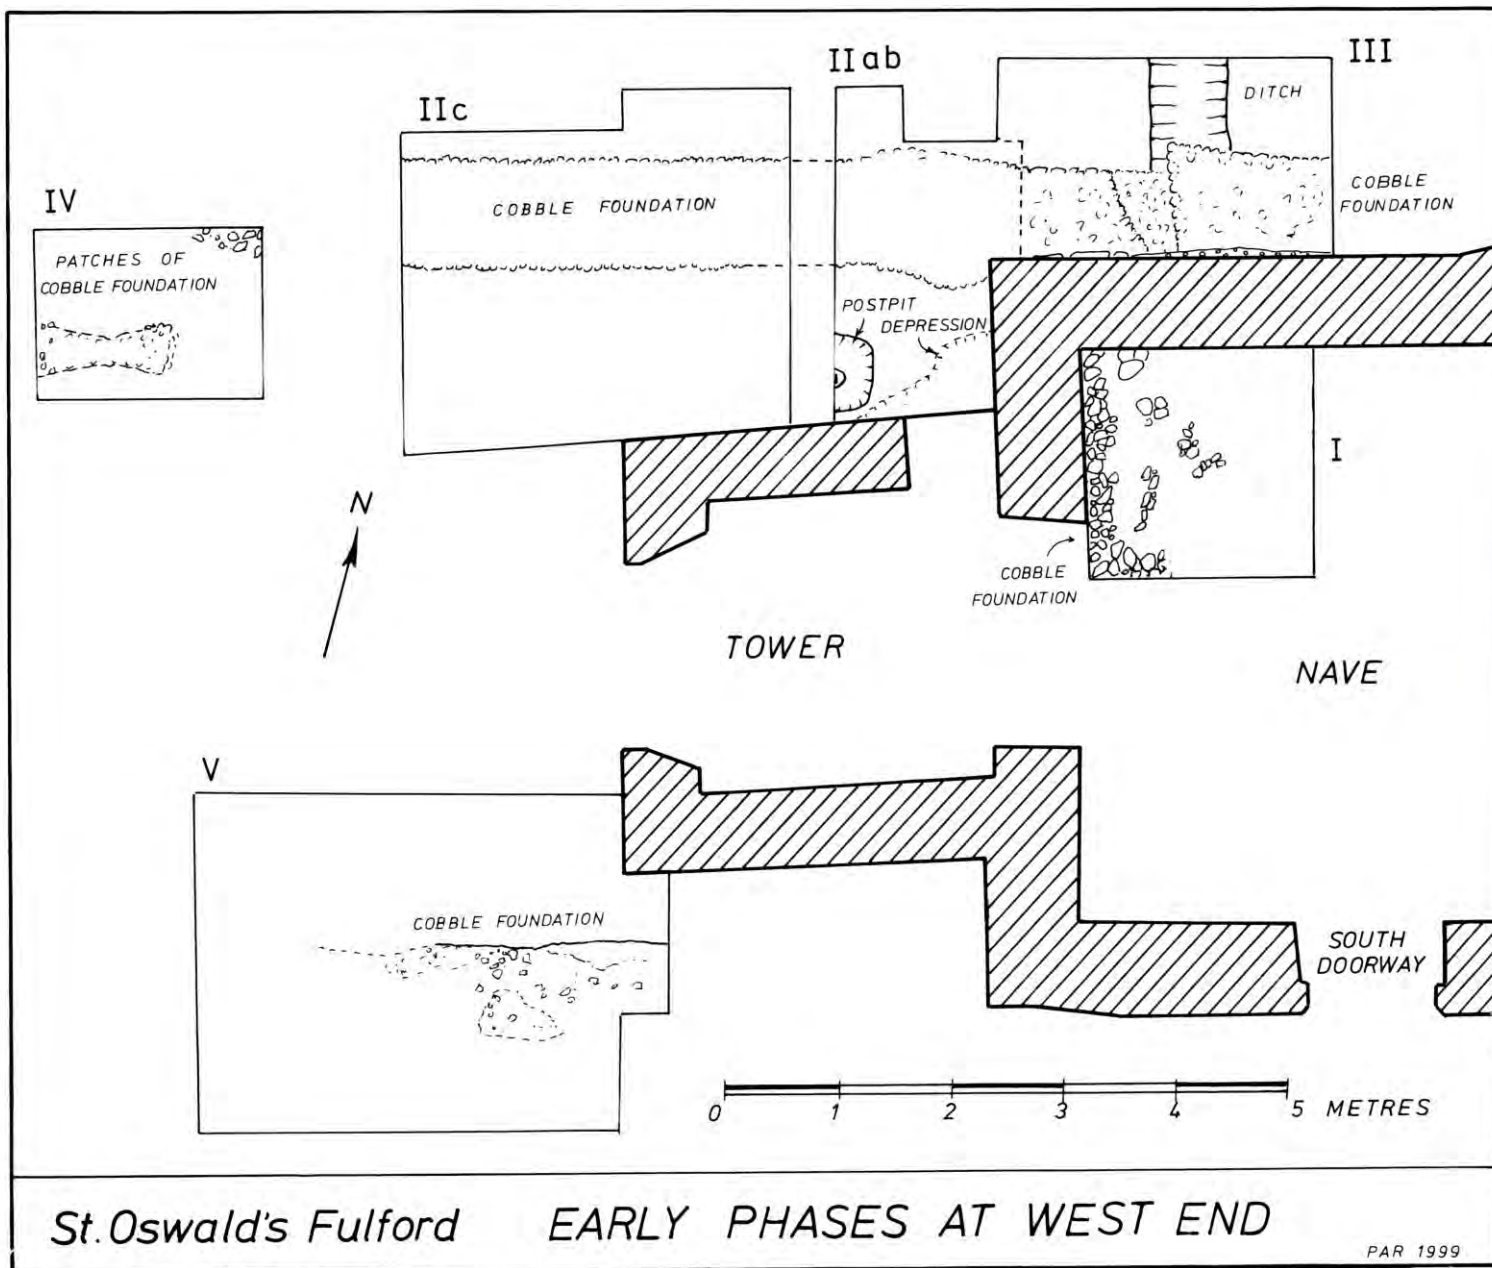 III
IIab
IIc
DITCH
COBBLE
FOUNDATION
COBBLE FOUNDATION
IV
PATCHES OF
COBBLE FOUNDATION
POSTPIT
DEPRESSION
I
N
COBBLE
FOUNDATION
TOWER
NAVE
V
COBBLE FOUNDATION
SOUTH
DOORWAY
0 1 2 3 4 5 METRES
St. Oswald's Fulford EARLY PHASES AT WEST END
PAR 1999